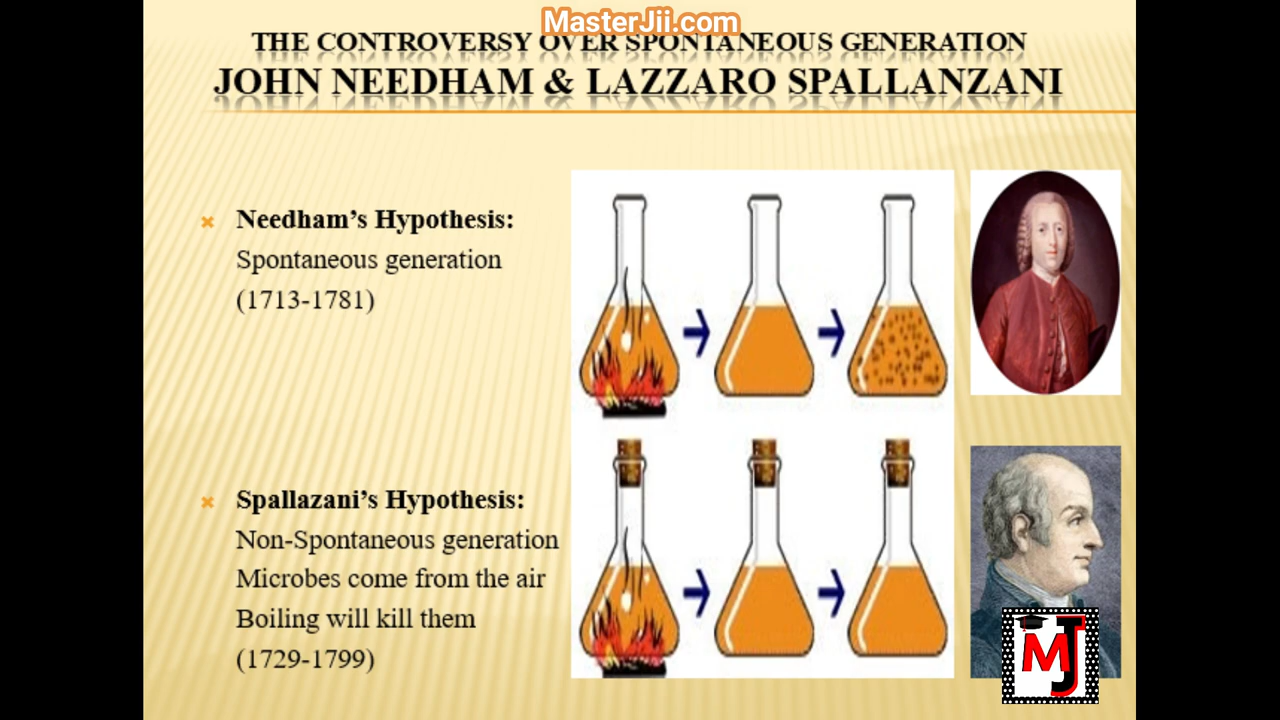 MasterJii.com
THE CONTROVERSY OVER SPONTANEOUS GENERATION
JOHN NEEDHAM & LAZZARO SPALLANZANI
Needham's Hypothesis:
Spontaneous generation
(1713-1781)
Spallazani's Hypothesis:
Non-Spontaneous generation
Microbes come from the air
Boiling will kill them
(1729-1799)
MJ